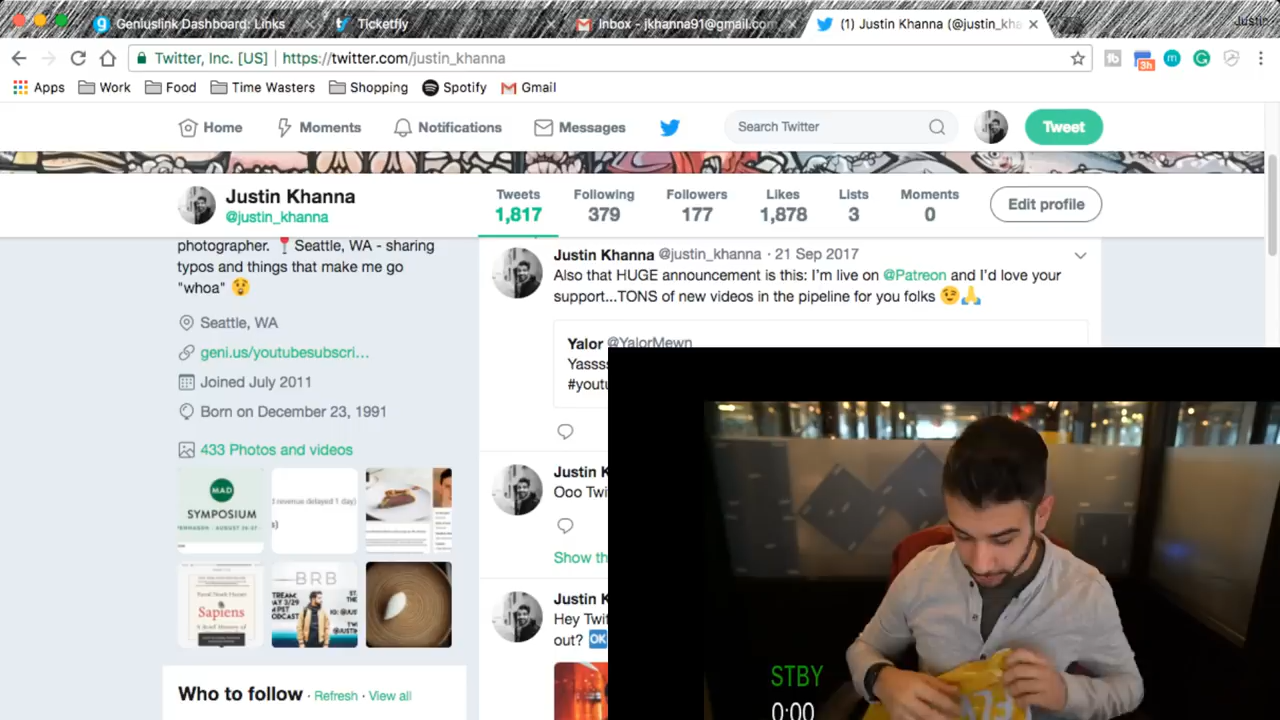 Geniuslink Dashboard: Links
Ticketfly
Inbox - jkhanna91@gmail.com
(1) Justin Khanna (@justin_kha
Justin
Twitter, Inc. [US]
https://twitter.com/justin_khanna
3h
Apps
Work
Food
Time Wasters
Shopping
Spotify
Gmail
Home
Moments
Notifications
Messages
Search Twitter
Tweet
Justin Khanna
@justin_khanna
Tweets
1,817
Following
379
Followers
177
Likes
1,878
Lists
3
Moments
0
Edit profile
photographer. 📍Seattle, WA - sharing
typos and things that make me go
"whoa" 😲
Seattle, WA
geni.us/youtubesubscri…
Joined July 2011
Born on December 23, 1991
433 Photos and videos
MAD
SYMPOSIUM
revenue delayed 1 day)
BRB
Sapiens
Who to follow · Refresh · View all
Justin Khanna @justin_khanna · 21 Sep 2017
Also that HUGE announcement is this: I'm live on @Patreon and I'd love your
support...TONS of new videos in the pipeline for you folks 😉🙏
Yalor @YalorMewn
Yasss
#youtu
Justin K
Ooo Twi
Show th
Justin K
Hey Twi
out? 🆗
STBY
0:00